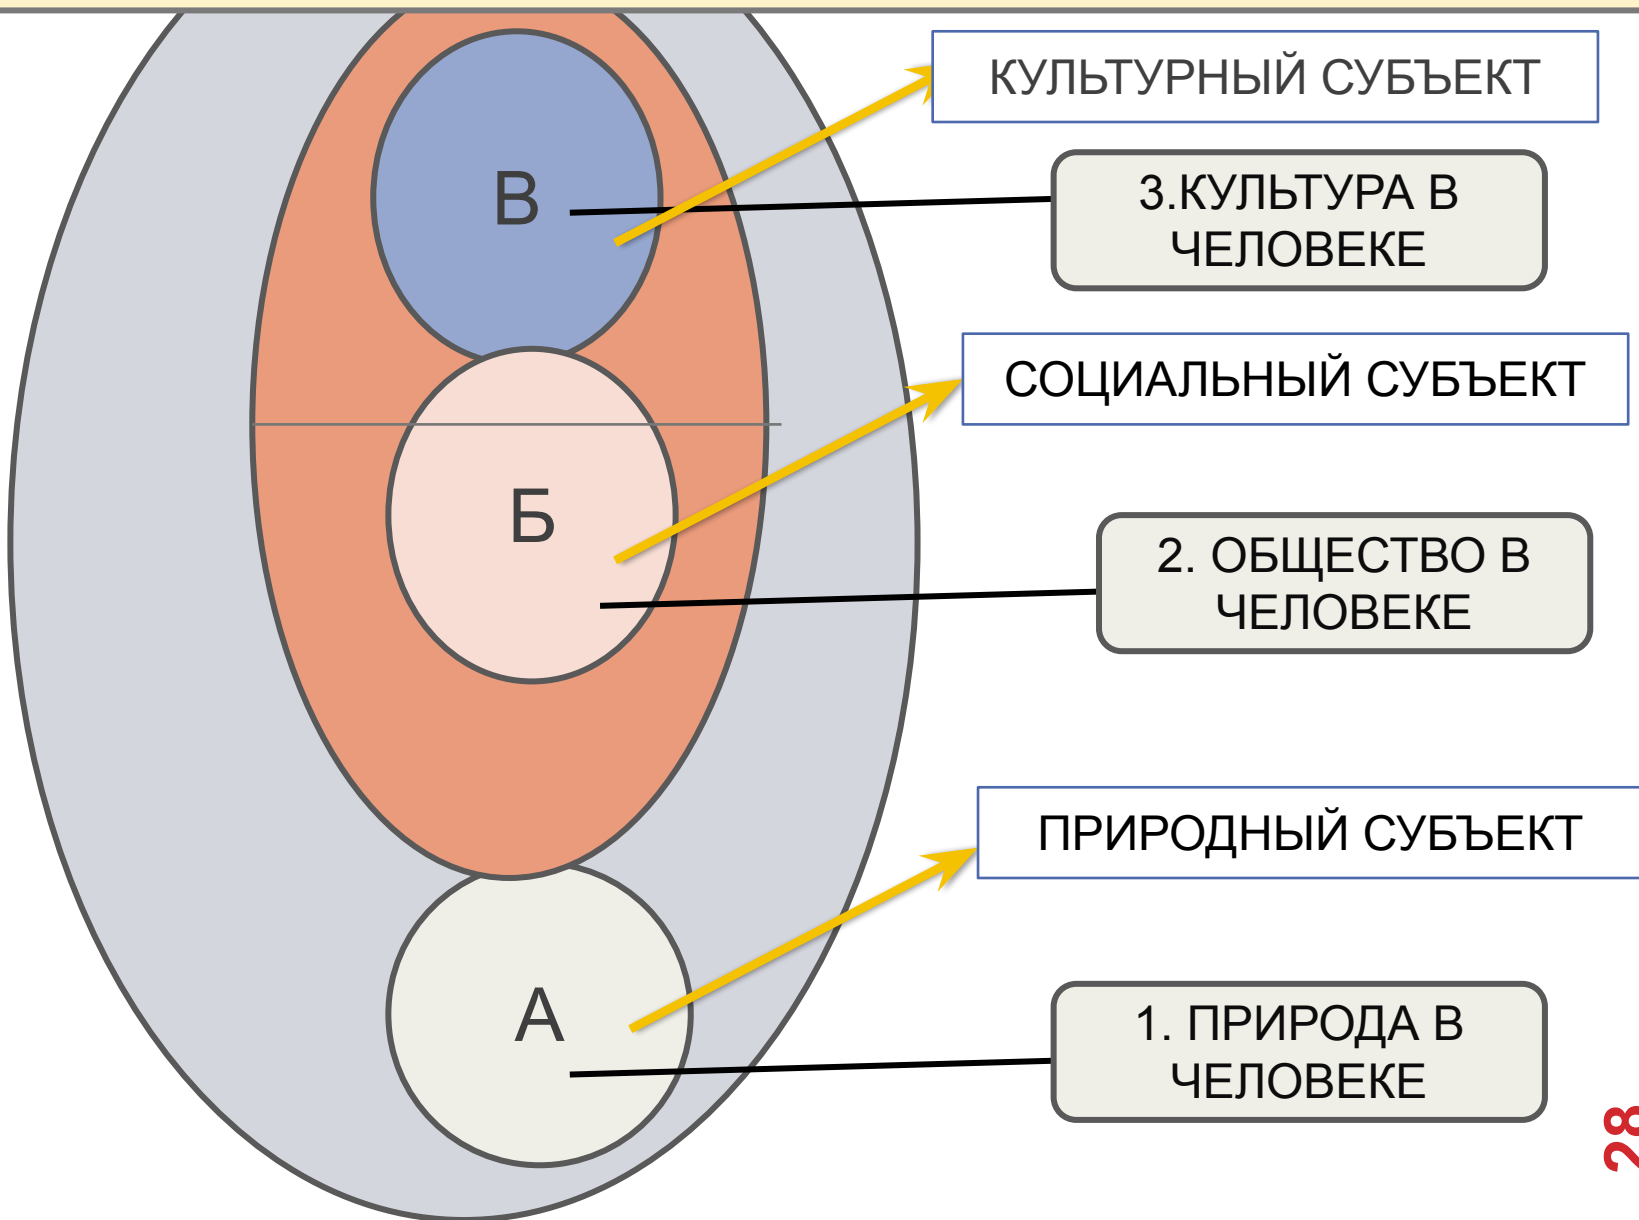 КУЛЬТУРНЫЙ СУБЪЕКТ
В
3.КУЛЬТУРА В
ЧЕЛОВЕКЕ
СОЦИАЛЬНЫЙ СУБЪЕКТ
Б
2. ОБЩЕСТВО В
ЧЕЛОВЕКЕ
ПРИРОДНЫЙ СУБЪЕКТ
А
1. ПРИРОДА В
ЧЕЛОВЕКЕ
28